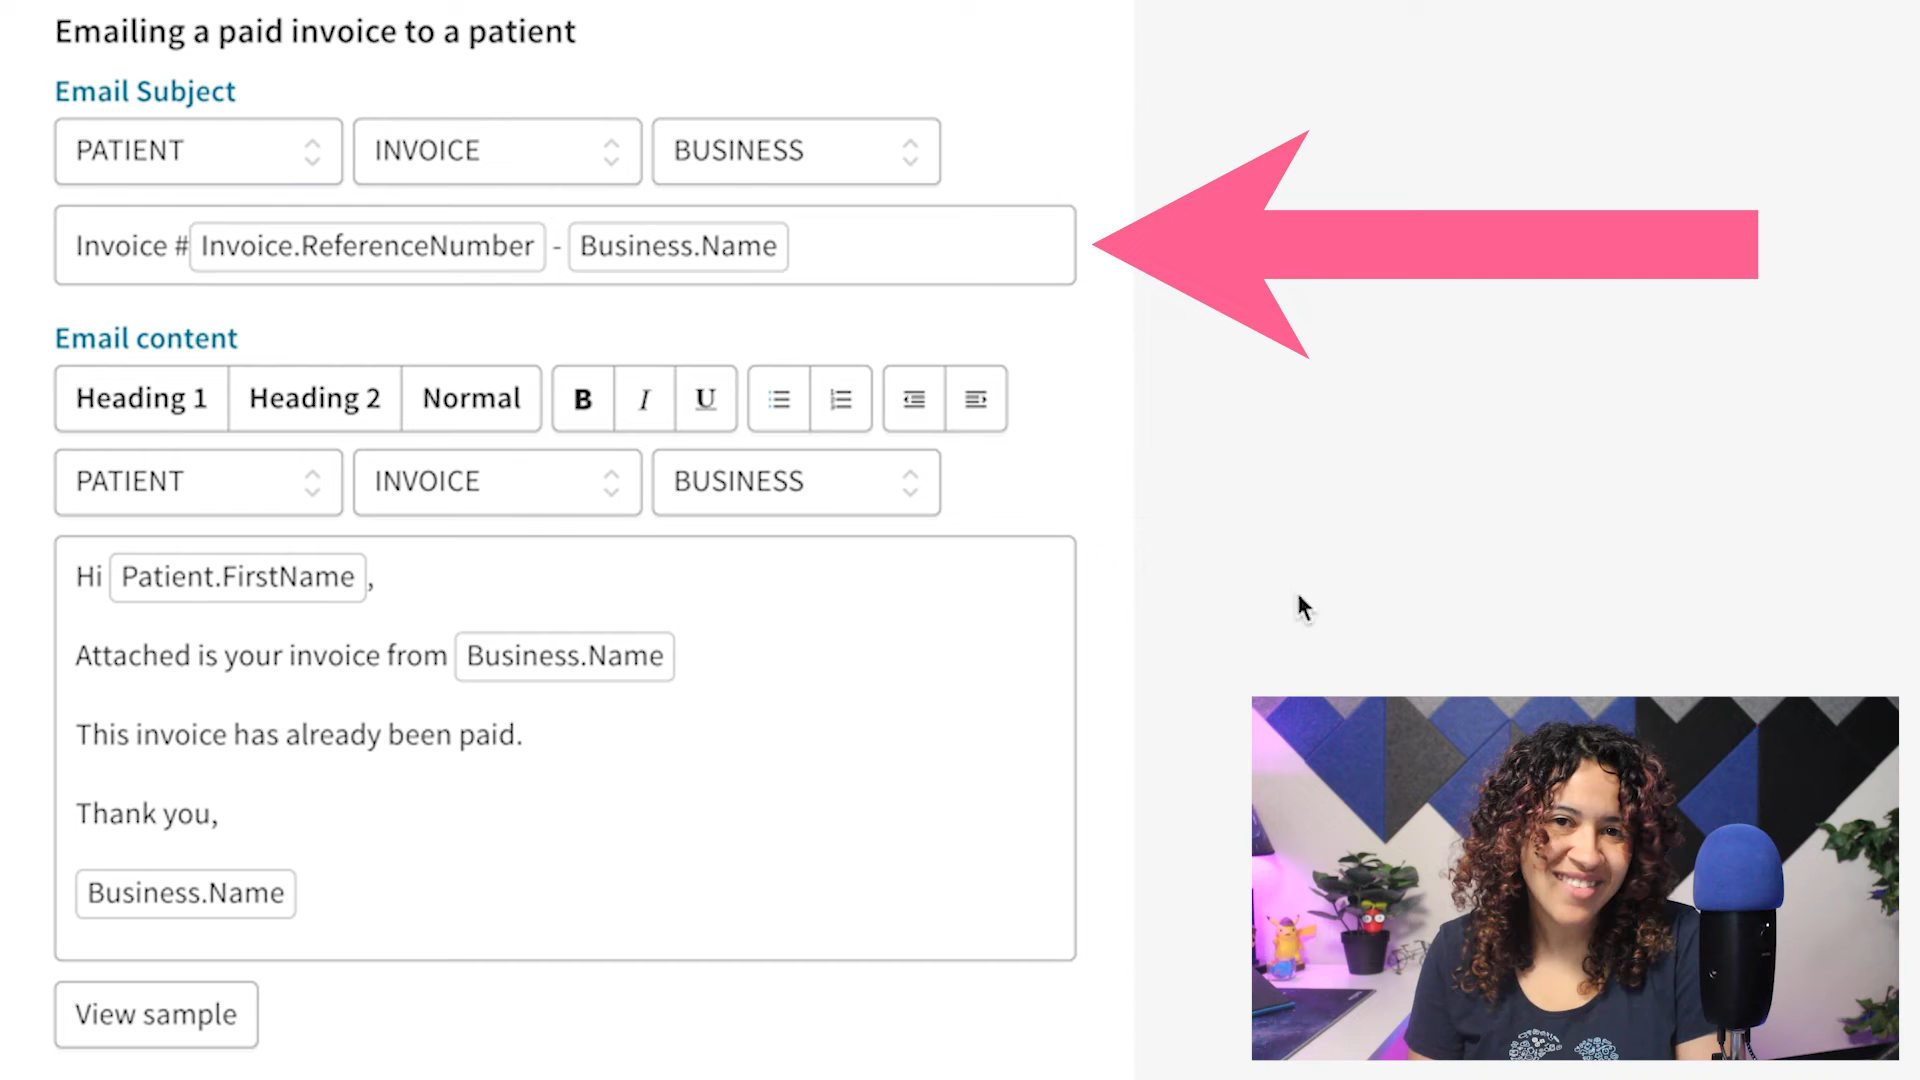 Emailing a paid invoice to a patient
Email Subject
PATIENT INVOICE BUSINESS
Invoice #Invoice.ReferenceNumber - Business.Name
Email content
Heading 1 Heading 2 Normal B I U
PATIENT INVOICE BUSINESS
Hi Patient.FirstName,
Attached is your invoice from Business.Name
This invoice has already been paid.
Thank you,
Business.Name
View sample